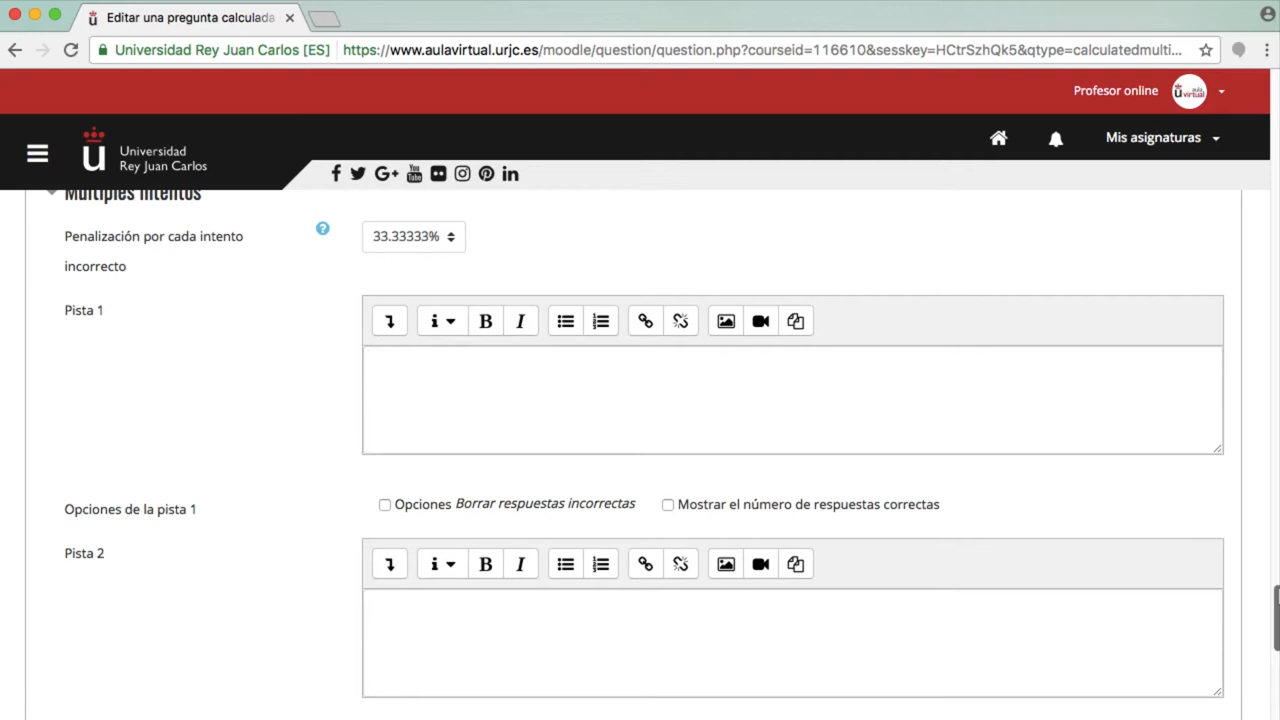 Editar una pregunta calculada
Universidad Rey Juan Carlos [ES] https://www.aulavirtual.urjc.es/moodle/question/question.php?courseid=116610&sesskey=HCtrSzhQk5&qtype=calculatedmulti...
Profesor online
aula virtual
Universidad
Rey Juan Carlos
Mis asignaturas
Múltiples intentos
Penalización por cada intento
incorrecto
33.33333%
Pista 1
Opciones de la pista 1
Opciones Borrar respuestas incorrectas
Mostrar el número de respuestas correctas
Pista 2